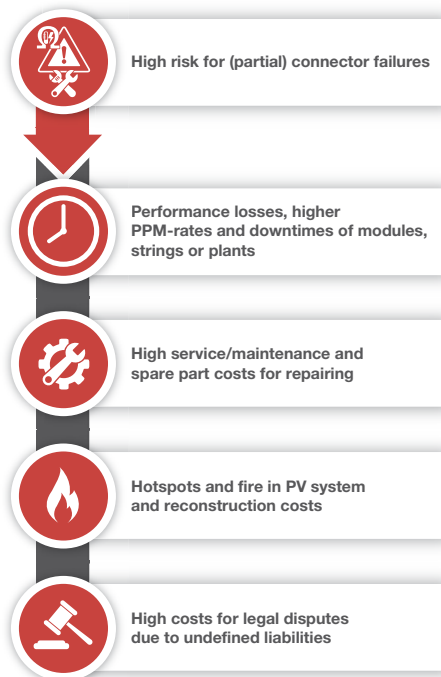 High risk for (partial) connector failures
Performance losses, higher
PPM-rates and downtimes of modules,
strings or plants
High service/maintenance and
spare part costs for repairing
Hotspots and fire in PV system
and reconstruction costs
High costs for legal disputes
due to undefined liabilities